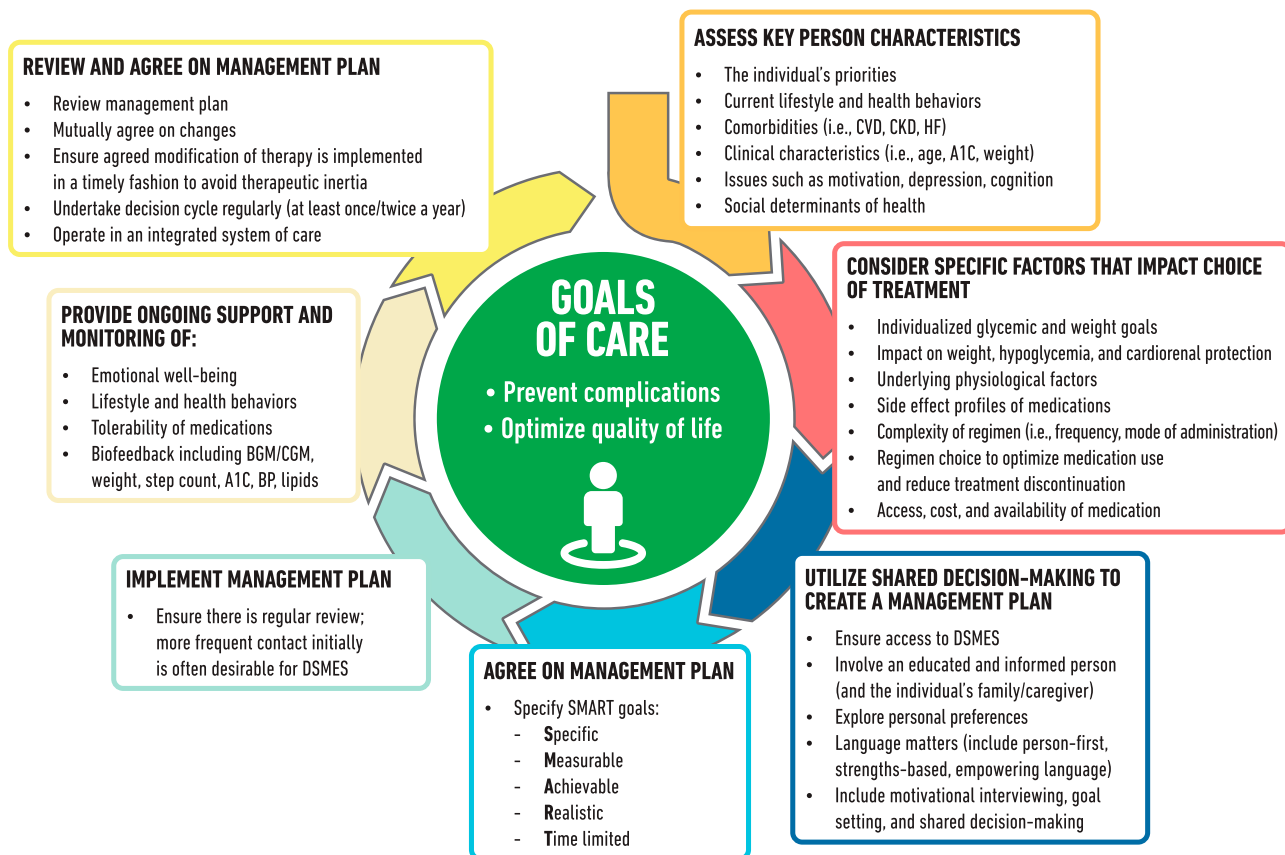 GOALS
OF CARE
• Prevent complications
• Optimize quality of life
ASSESS KEY PERSON CHARACTERISTICS
• The individual's priorities
• Current lifestyle and health behaviors
• Comorbidities (i.e., CVD, CKD, HF)
• Clinical characteristics (i.e., age, A1C, weight)
• Issues such as motivation, depression, cognition
• Social determinants of health
CONSIDER SPECIFIC FACTORS THAT IMPACT CHOICE
OF TREATMENT
• Individualized glycemic and weight goals
• Impact on weight, hypoglycemia, and cardiorenal protection
• Underlying physiological factors
• Side effect profiles of medications
• Complexity of regimen (i.e., frequency, mode of administration)
• Regimen choice to optimize medication use
and reduce treatment discontinuation
• Access, cost, and availability of medication
UTILIZE SHARED DECISION-MAKING TO
CREATE A MANAGEMENT PLAN
• Ensure access to DSMES
• Involve an educated and informed person
(and the individual's family/caregiver)
• Explore personal preferences
• Language matters (include person-first,
strengths-based, empowering language)
• Include motivational interviewing, goal
setting, and shared decision-making
AGREE ON MANAGEMENT PLAN
• Specify SMART goals:
- Specific
- Measurable
- Achievable
- Realistic
- Time limited
IMPLEMENT MANAGEMENT PLAN
• Ensure there is regular review;
more frequent contact initially
is often desirable for DSMES
PROVIDE ONGOING SUPPORT AND
MONITORING OF:
• Emotional well-being
• Lifestyle and health behaviors
• Tolerability of medications
• Biofeedback including BGM/CGM,
weight, step count, A1C, BP, lipids
REVIEW AND AGREE ON MANAGEMENT PLAN
• Review management plan
• Mutually agree on changes
• Ensure agreed modification of therapy is implemented
in a timely fashion to avoid therapeutic inertia
• Undertake decision cycle regularly (at least once/twice a year)
• Operate in an integrated system of care